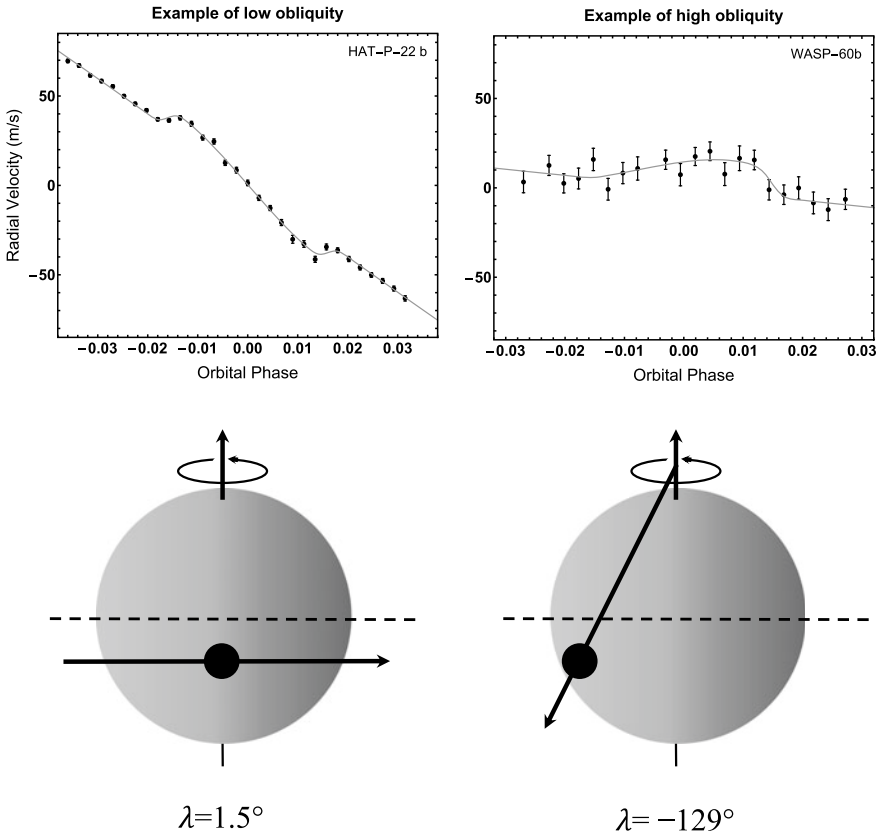 Example of low obliquity
HAT−P−22 b
50
0
−50
Radial Velocity (m/s)
−0.03 −0.02 −0.01 0.00 0.01 0.02 0.03
Orbital Phase
Example of high obliquity
WASP−60b
50
0
−50
−0.03 −0.02 −0.01 0.00 0.01 0.02 0.03
Orbital Phase
λ=1.5°
λ= −129°